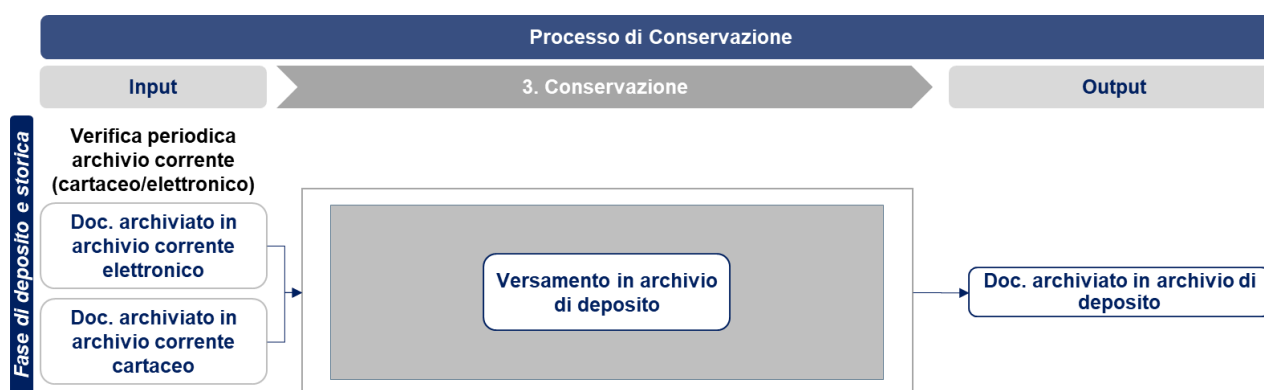 Processo di Conservazione
Input
3. Conservazione
Output
Fase di deposito e storica
Verifica periodica
archivio corrente
(cartaceo/elettronico)
Doc. archiviato in
archivio corrente
elettronico
Doc. archiviato in
archivio corrente
cartaceo
Versamento in archivio
di deposito
Doc. archiviato in archivio di
deposito